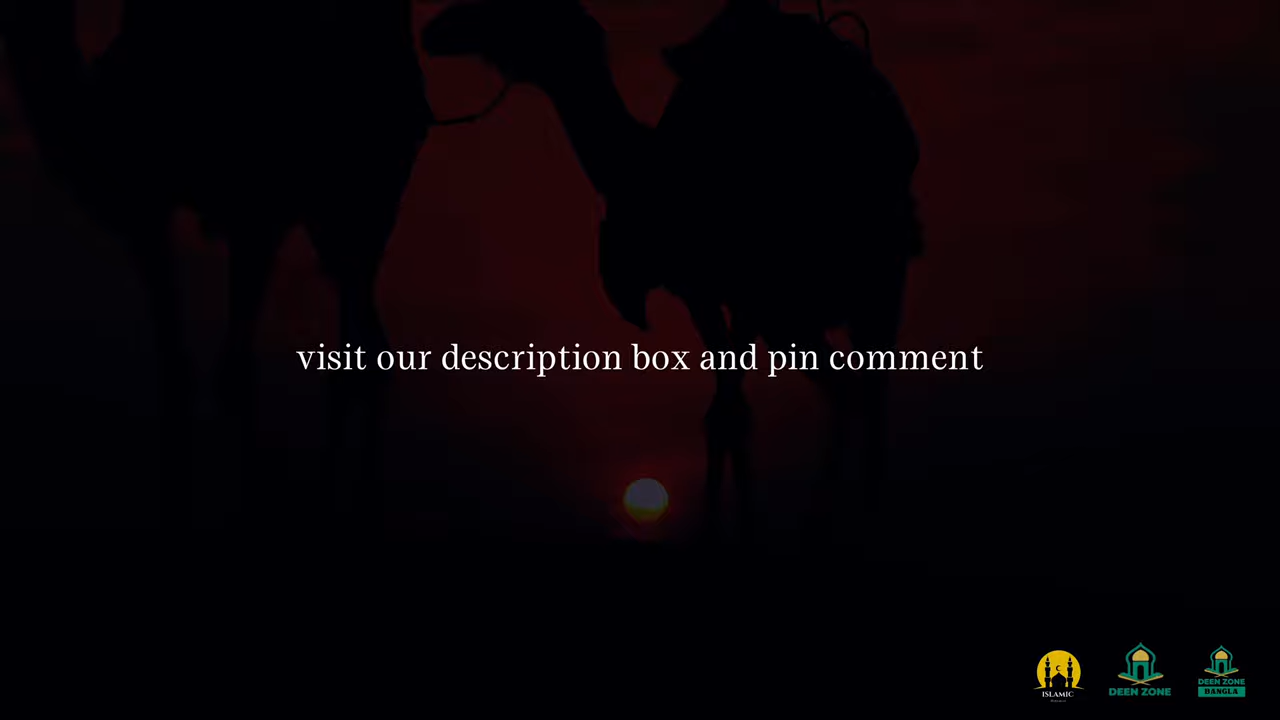 visit our description box and pin comment
ISLAMIC
DEEN ZONE
DEEN ZONE
BANGLA